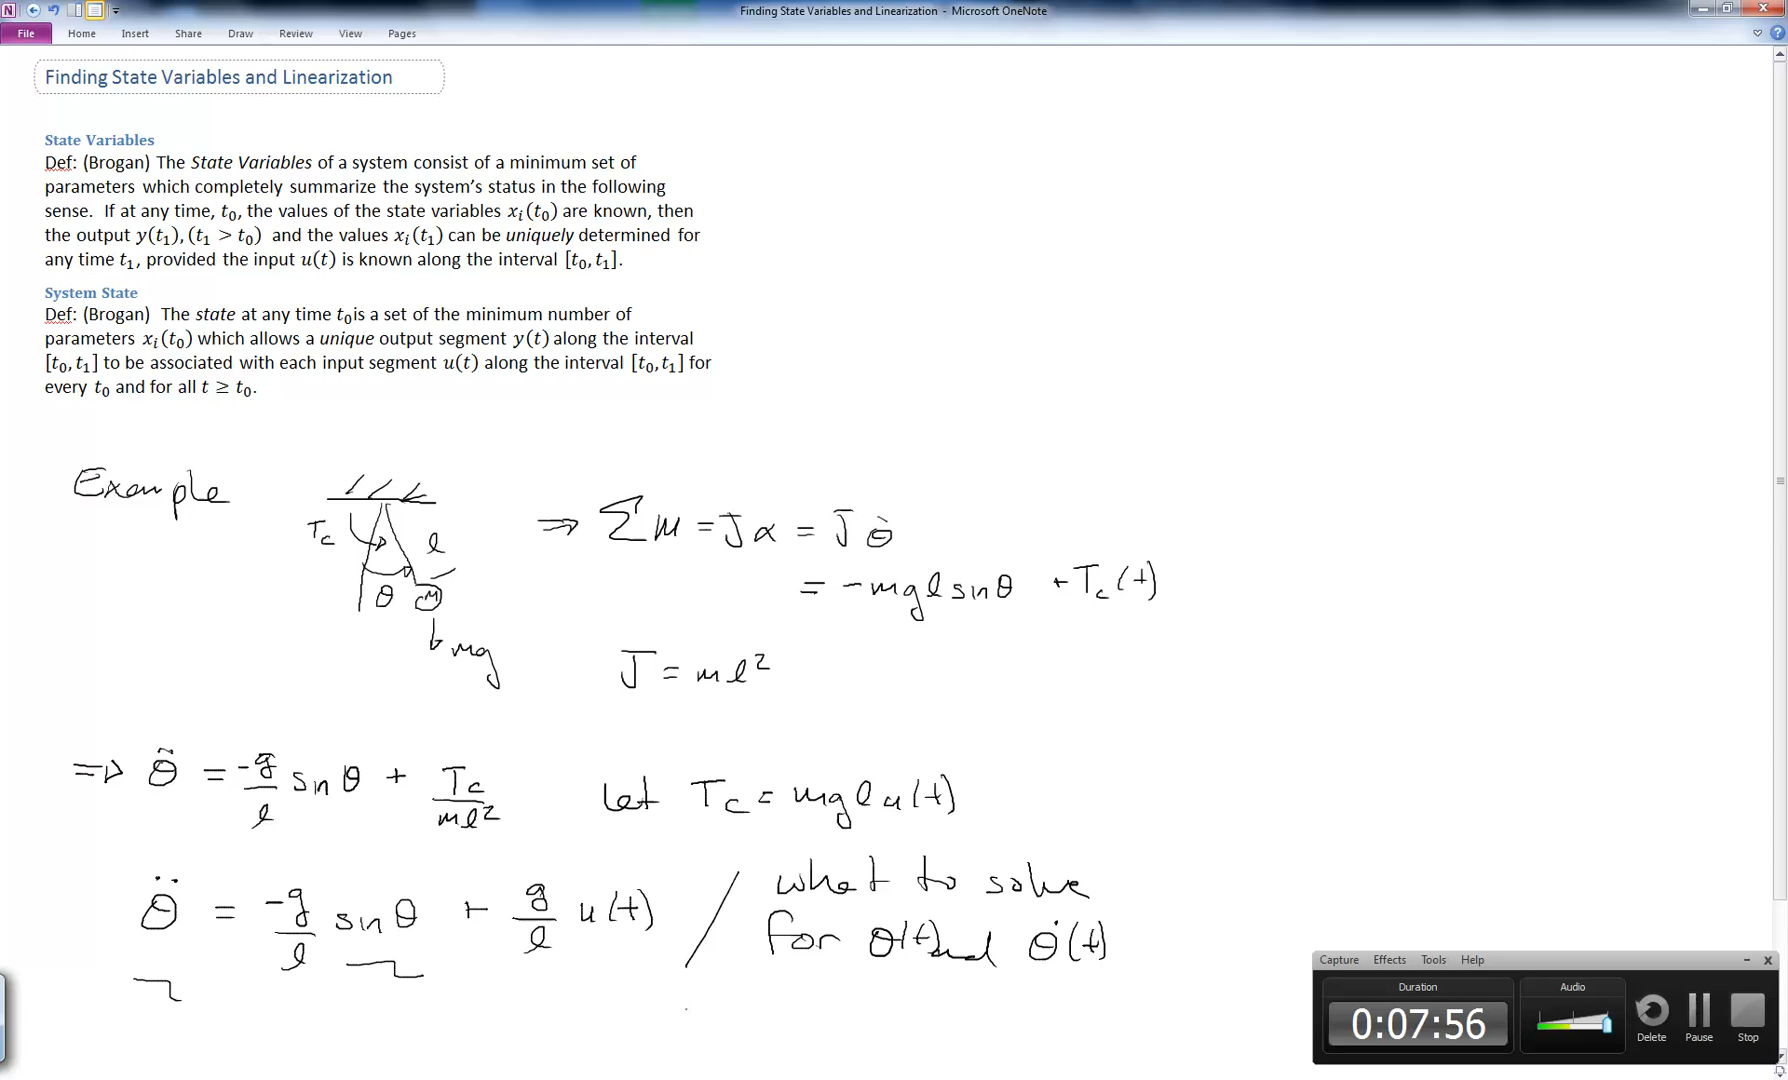 Finding State Variables and Linearization - Microsoft OneNote
File Home Insert Share Draw Review View Pages
Finding State Variables and Linearization
State Variables
Def: (Brogan) The State Variables of a system consist of a minimum set of
parameters which completely summarize the system's status in the following
sense. If at any time, t₀, the values of the state variables xᵢ(t₀) are known, then
the output y(t₁), (t₁ > t₀) and the values xᵢ(t₁) can be uniquely determined for
any time t₁, provided the input u(t) is known along the interval [t₀, t₁].
System State
Def: (Brogan) The state at any time t₀is a set of the minimum number of
parameters xᵢ(t₀) which allows a unique output segment y(t) along the interval
[t₀, t₁] to be associated with each input segment u(t) along the interval [t₀, t₁] for
every t₀ and for all t ≥ t₀.
Example
Tc l
θ M
mg
⇒ ΣM = Jα = Jθ̈
= -mglsinθ + Tc(t)
J = ml²
⇒ θ̈ = -g/l sinθ + Tc/ml² Let Tc = mglu(t)
θ̈ = -g/l sinθ + g/l u(t) / what to solve
for θ(t) and θ̇(t)
Capture Effects Tools Help
Duration Audio
0:07:56
Delete Pause Stop